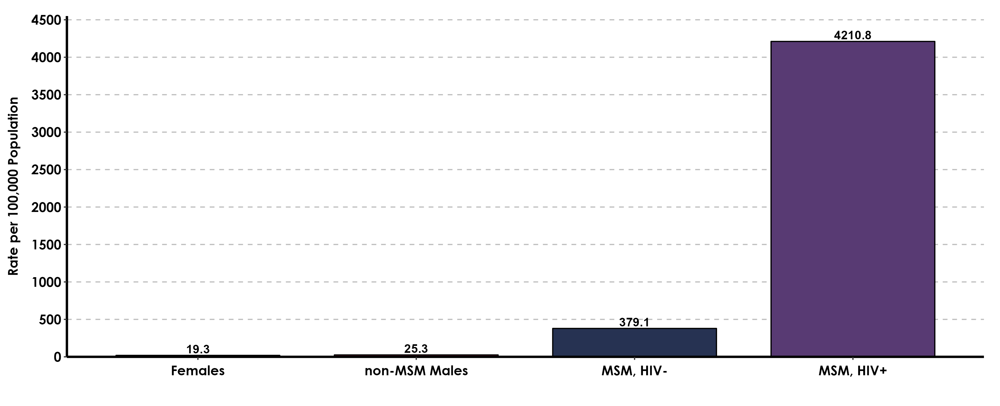 Rate per 100,000 Population
4500
4000
3500
3000
2500
2000
1500
1000
500
0
19.3
25.3
379.1
4210.8
Females
non-MSM Males
MSM, HIV-
MSM, HIV+